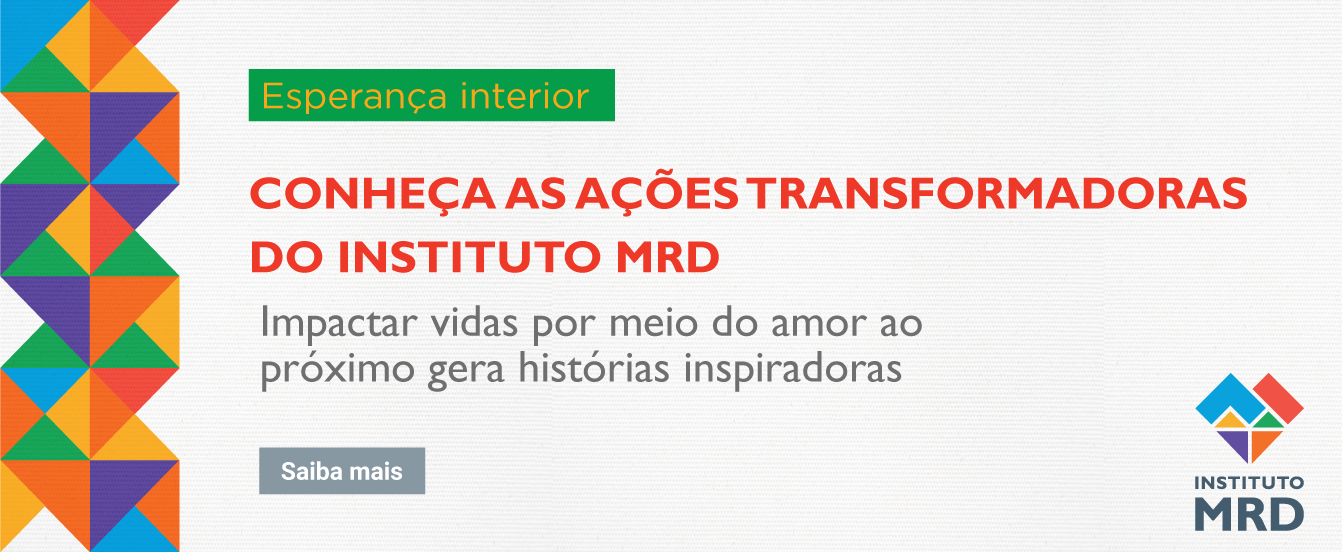 Esperança interior
CONHEÇA AS AÇÕES TRANSFORMADORAS
DO INSTITUTO MRD
Impactar vidas por meio do amor ao
próximo gera histórias inspiradoras
Saiba mais
INSTITUTO
MRD